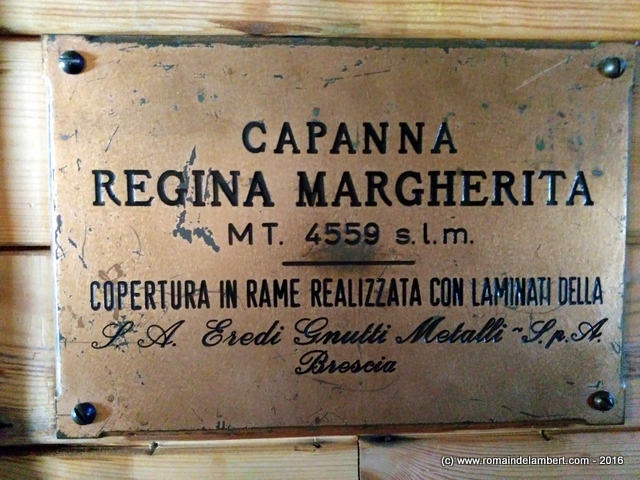 CAPANNA
REGINA MARGHERITA
MT. 4559 s.l.m.
COPERTURA IN RAME REALIZZATA CON LAMINATI DELLA
S. A. Eredi Gnutti Metalli ~ S.p.A.
Brescia
(c) www.romaindelambert.com - 2016